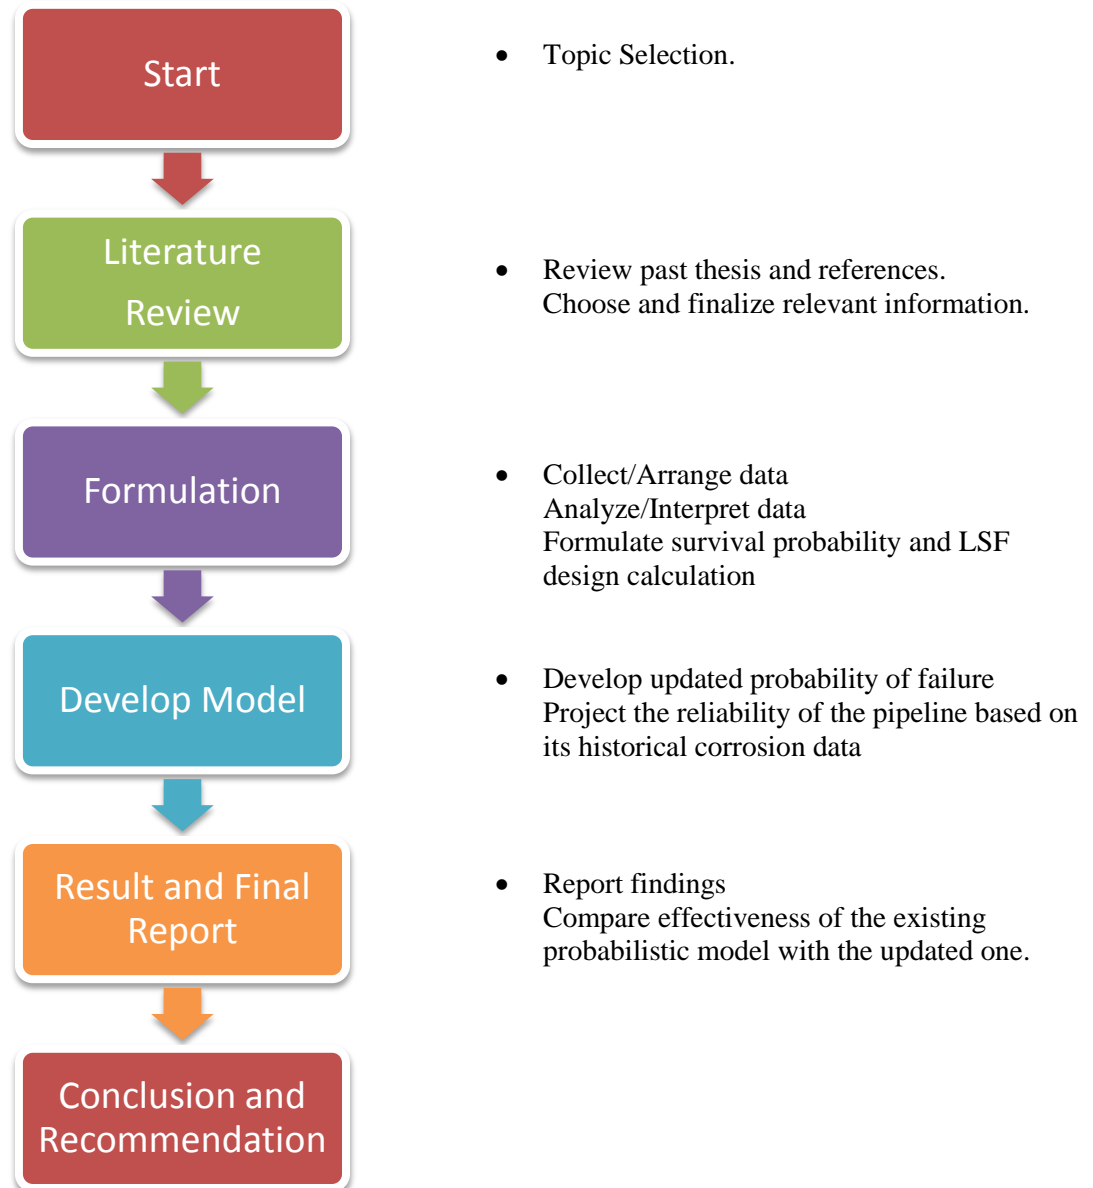 Start
• Topic Selection.
Literature
Review
• Review past thesis and references.
Choose and finalize relevant information.
Formulation
• Collect/Arrange data
Analyze/Interpret data
Formulate survival probability and LSF
design calculation
Develop Model
• Develop updated probability of failure
Project the reliability of the pipeline based on
its historical corrosion data
Result and Final
Report
• Report findings
Compare effectiveness of the existing
probabilistic model with the updated one.
Conclusion and
Recommendation